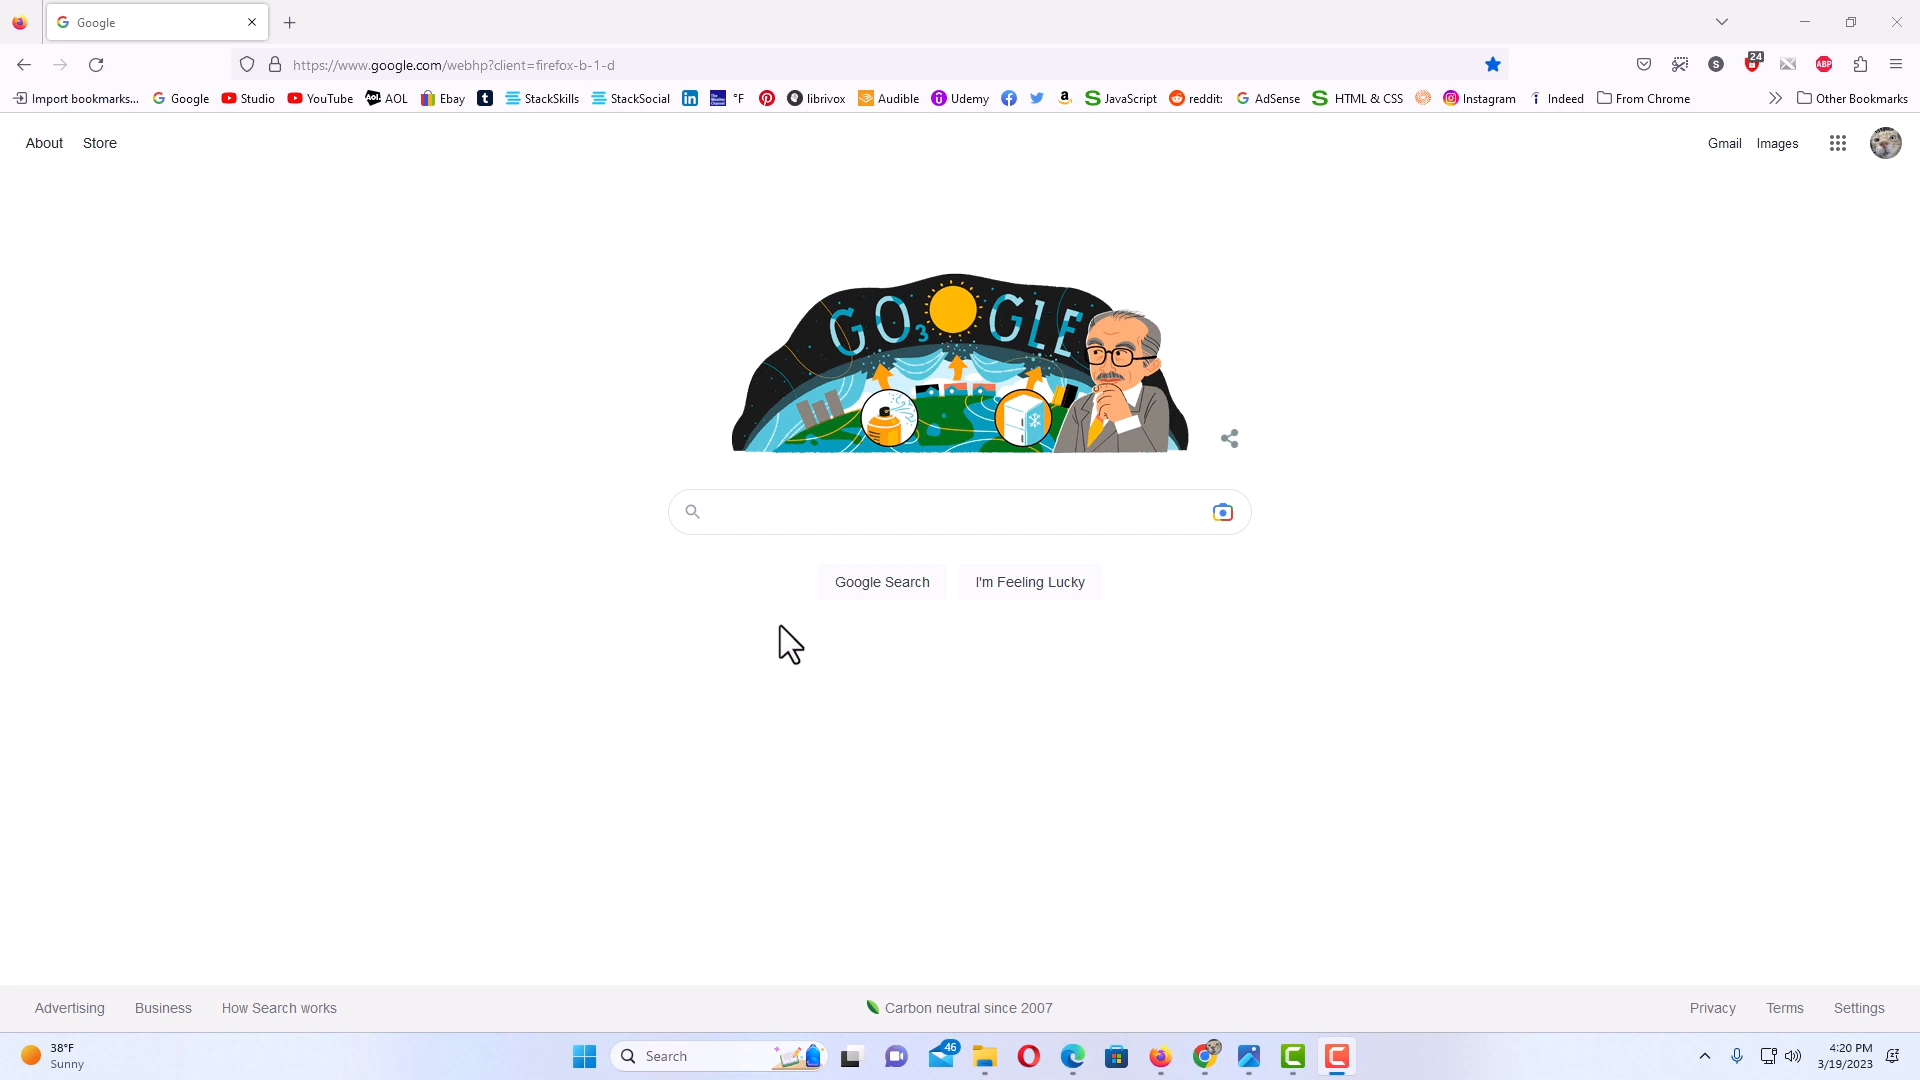 Google
https://www.google.com/webhp?client=firefox-b-1-d
24
S
ABP
Import bookmarks... Google Studio YouTube AOL Ebay StackSkills StackSocial °F librivox Audible Udemy JavaScript reddit: AdSense HTML & CSS Instagram Indeed From Chrome Other Bookmarks
About Store
Gmail Images
GO3GLE
Google Search I'm Feeling Lucky
Advertising Business How Search works
Carbon neutral since 2007
Privacy Terms Settings
38°F
Sunny
Search
46
4:20 PM
3/19/2023